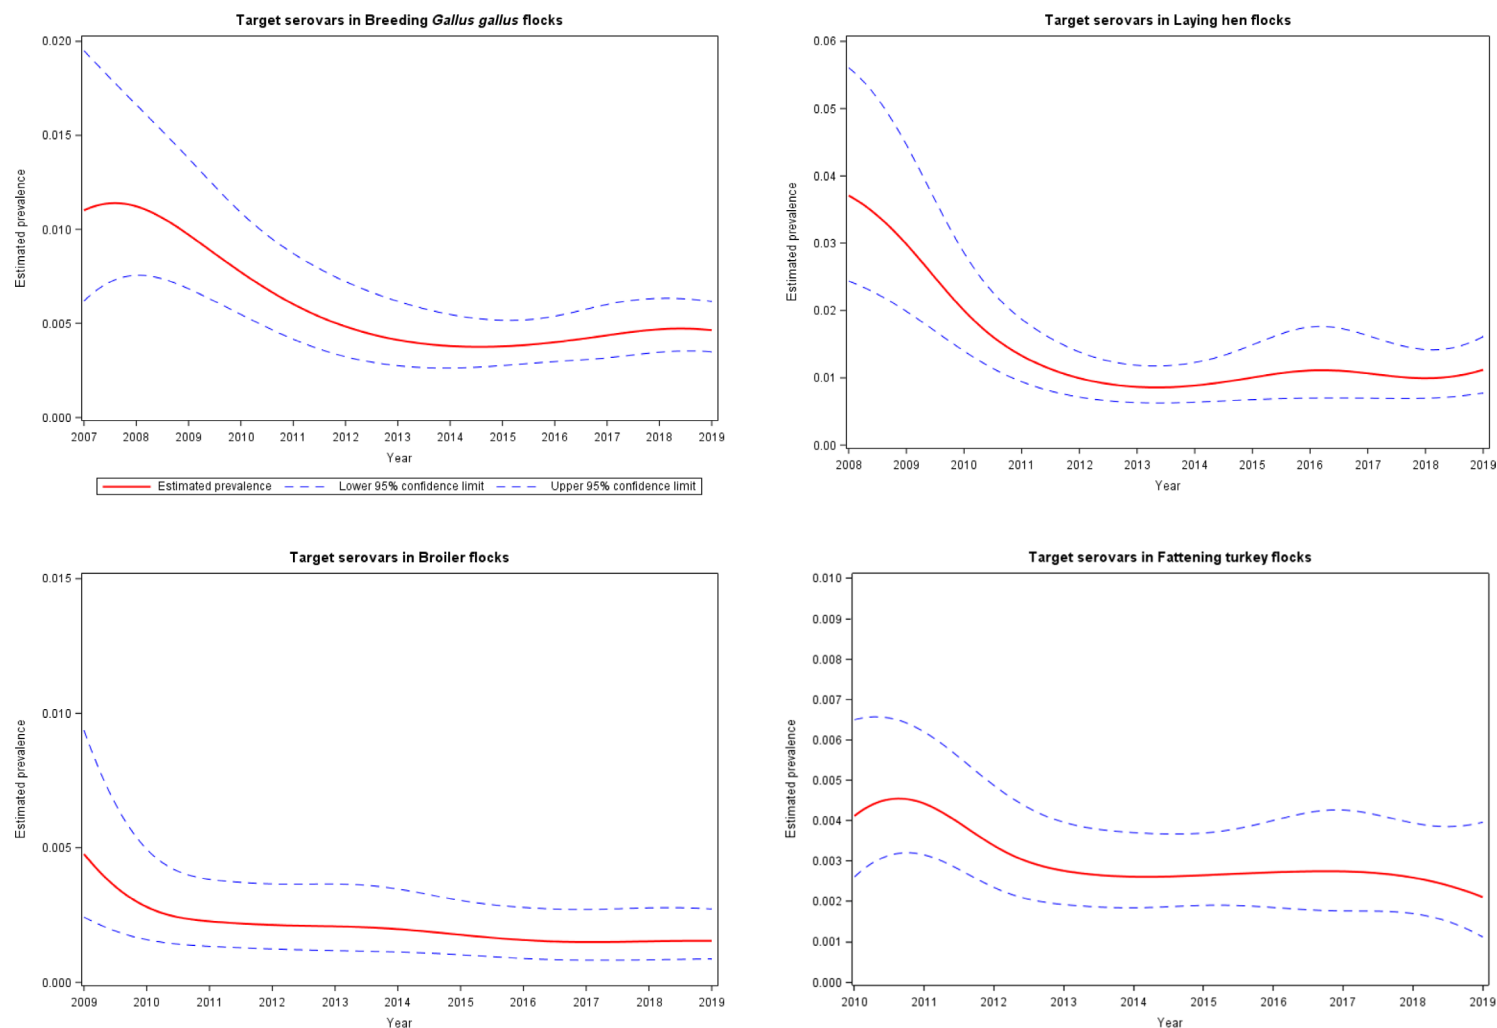 Target serovars in Breeding Gallus gallus flocks
0.020
0.015
0.010
0.005
0.000
Estimated prevalence
2007 2008 2009 2010 2011 2012 2013 2014 2015 2016 2017 2018 2019
Year
Estimated prevalence Lower 95% confidence limit Upper 95% confidence limit
Target serovars in Laying hen flocks
0.06
0.05
0.04
0.03
0.02
0.01
0.00
Estimated prevalence
2008 2009 2010 2011 2012 2013 2014 2015 2016 2017 2018 2019
Year
Target serovars in Broiler flocks
0.015
0.010
0.005
0.000
Estimated prevalence
2009 2010 2011 2012 2013 2014 2015 2016 2017 2018 2019
Year
Target serovars in Fattening turkey flocks
0.010
0.009
0.008
0.007
0.006
0.005
0.004
0.003
0.002
0.001
0.000
Estimated prevalence
2010 2011 2012 2013 2014 2015 2016 2017 2018 2019
Year